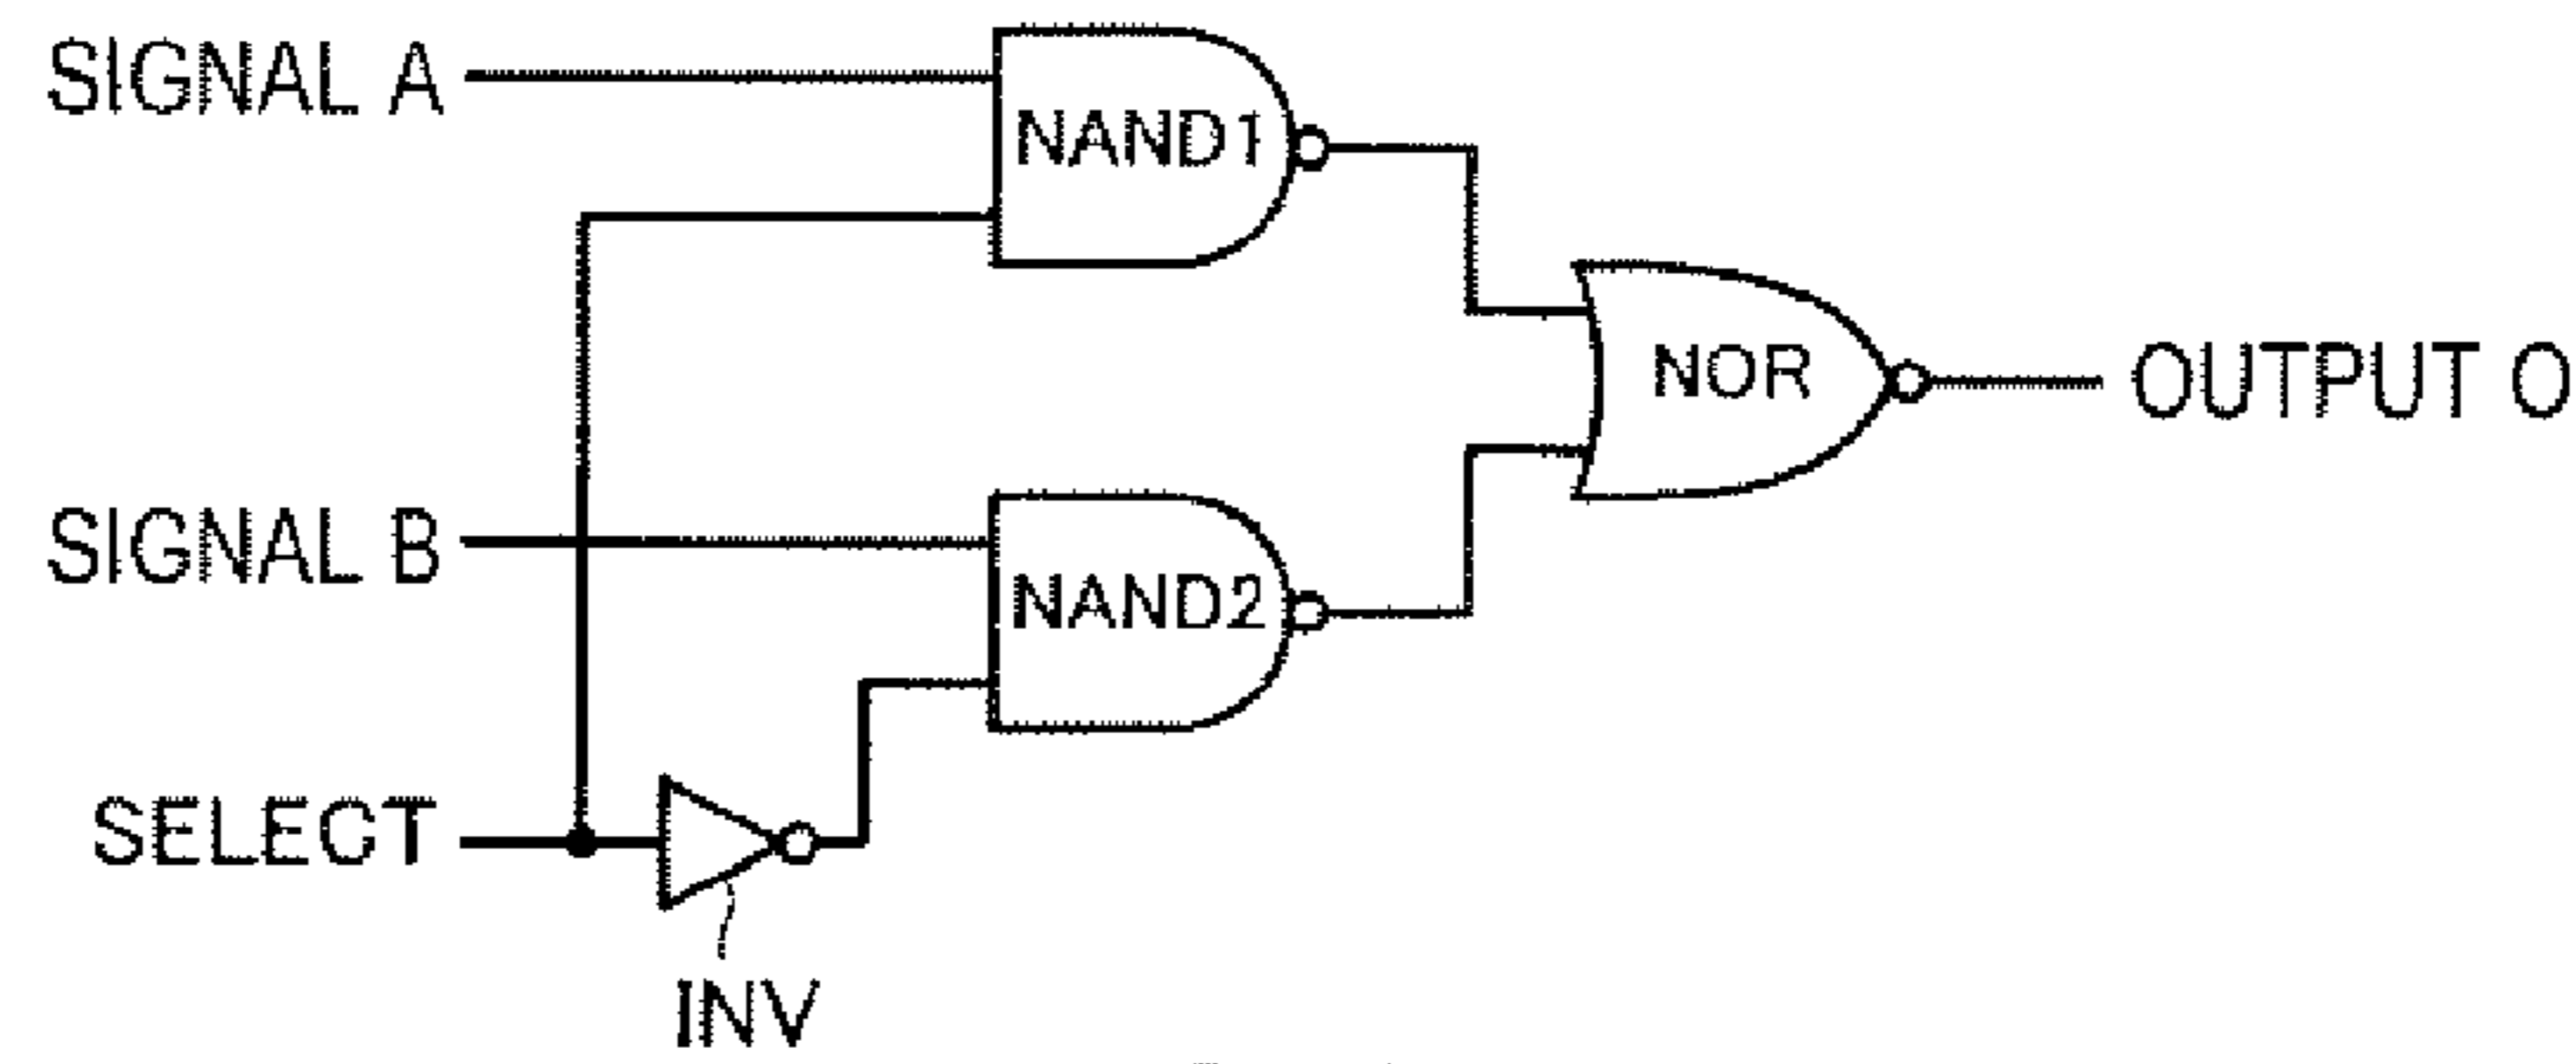 SIGNAL A
NAND1
NOR
OUTPUT O
SIGNAL B
NAND2
SELECT
INV